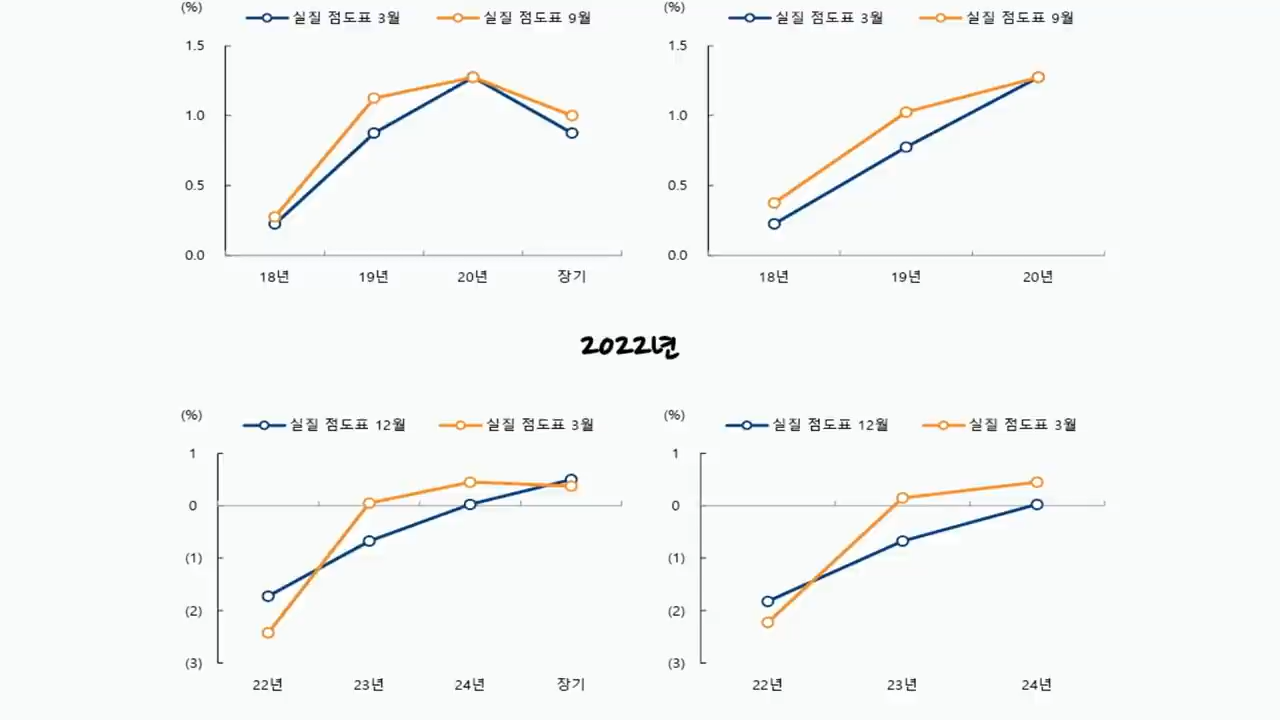 (%) 실질 점도표 3월 실질 점도표 9월
1.5
1.0
0.5
0.0
18년 19년 20년 장기
(%) 실질 점도표 3월 실질 점도표 9월
1.5
1.0
0.5
0.0
18년 19년 20년
2022년
(%)
실질 점도표 12월 실질 점도표 3월
1
0
(1)
(2)
(3)
22년 23년 24년 장기
(%)
실질 점도표 12월 실질 점도표 3월
1
0
(1)
(2)
(3)
22년 23년 24년